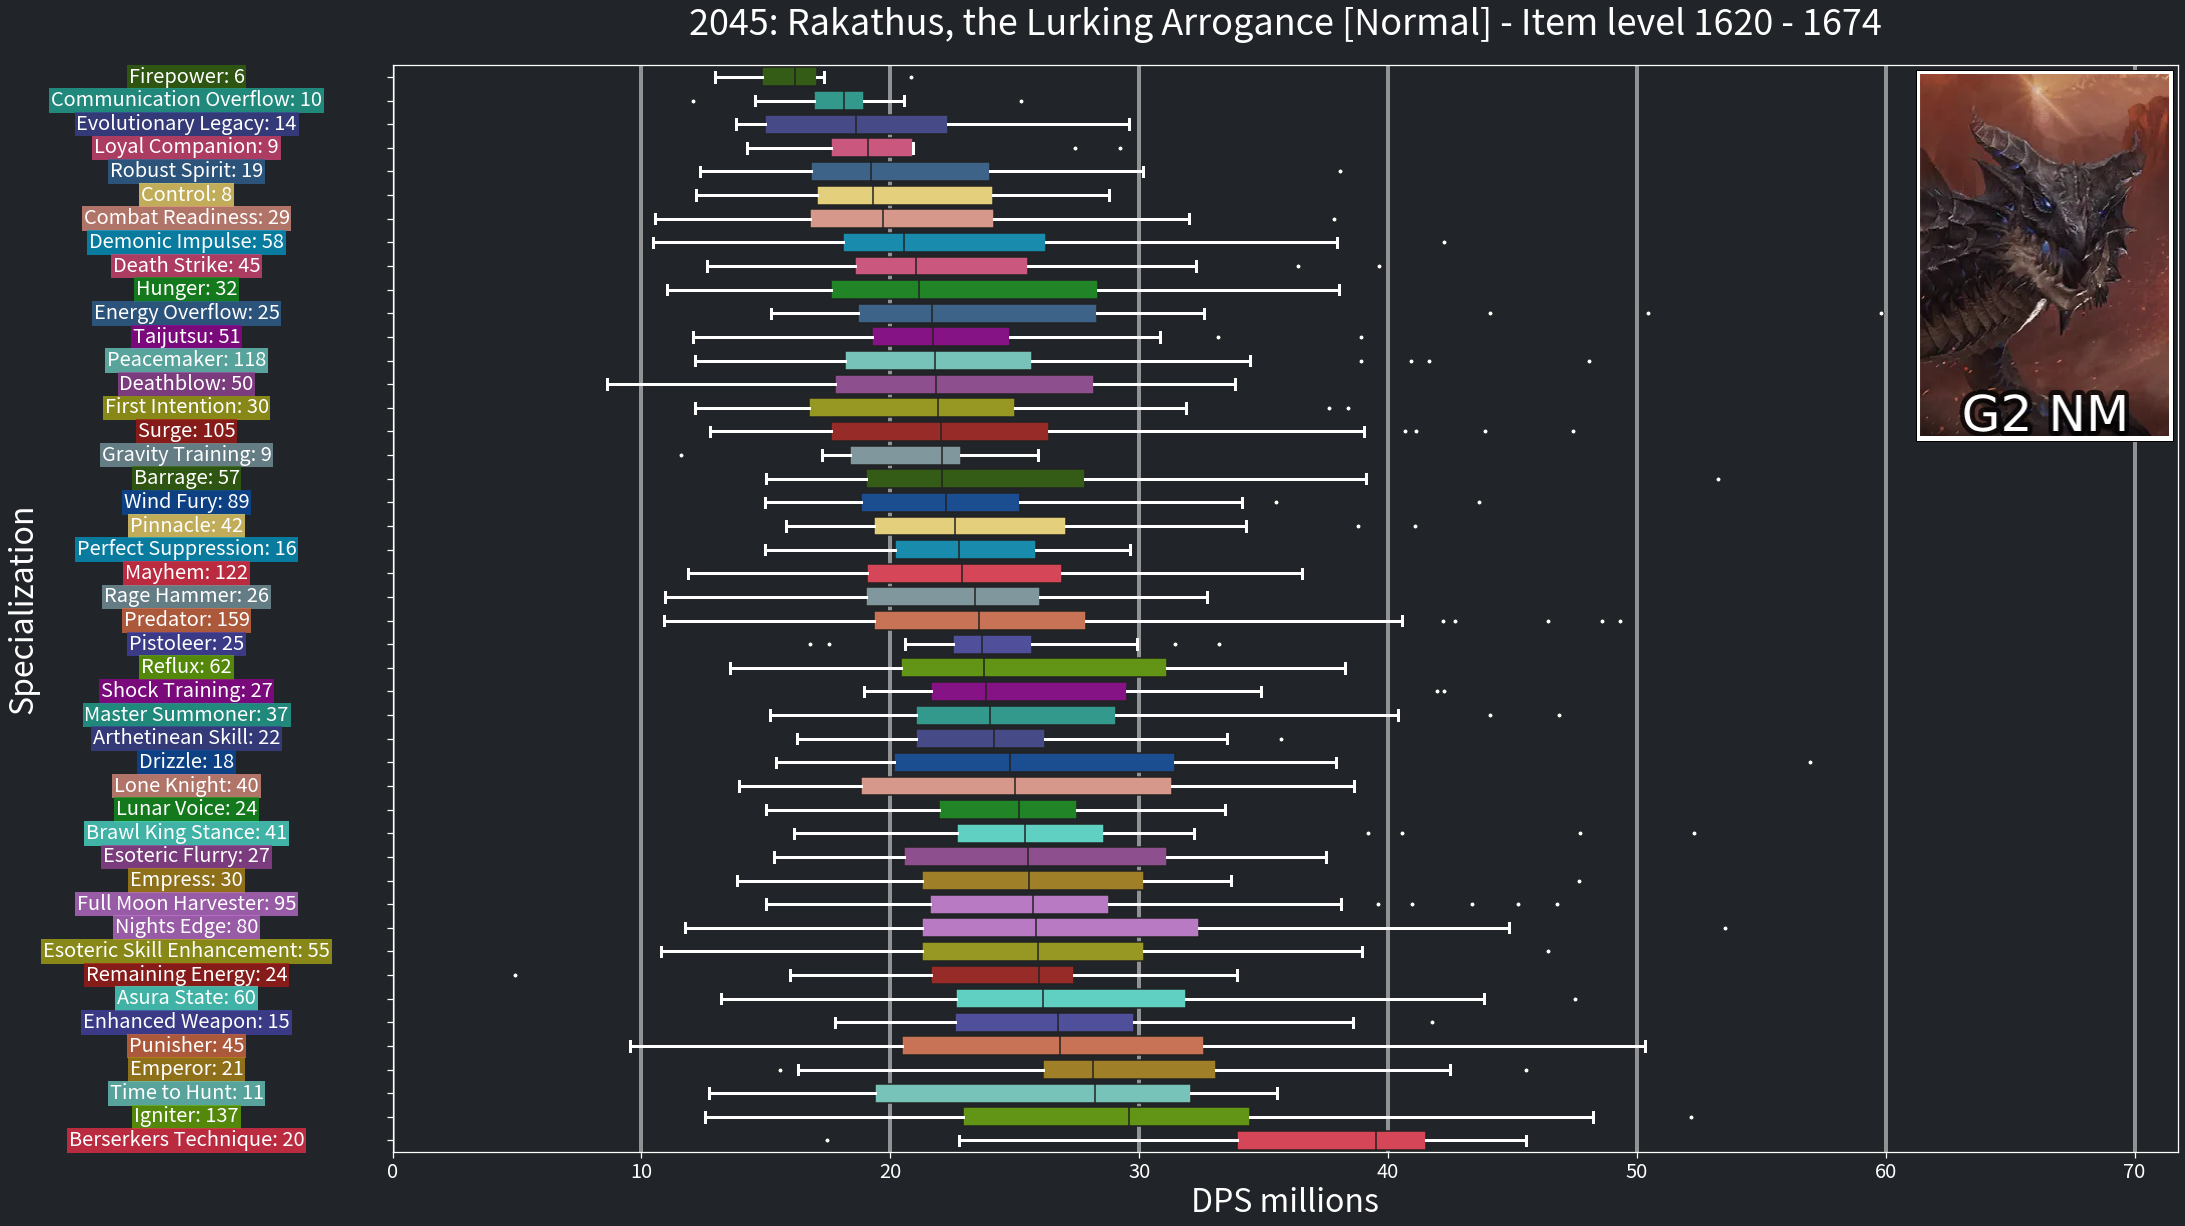 2045: Rakathus, the Lurking Arrogance [Normal] - Item level 1620 - 1674
Firepower: 6
Communication Overflow: 10
Evolutionary Legacy: 14
Loyal Companion: 9
Robust Spirit: 19
Control: 8
Combat Readiness: 29
Demonic Impulse: 58
Death Strike: 45
Hunger: 32
Energy Overflow: 25
Taijutsu: 51
Peacemaker: 118
Deathblow: 50
First Intention: 30
Surge: 105
Gravity Training: 9
Barrage: 57
Wind Fury: 89
Pinnacle: 42
Perfect Suppression: 16
Mayhem: 122
Rage Hammer: 26
Predator: 159
Pistoleer: 25
Reflux: 62
Shock Training: 27
Master Summoner: 37
Arthetinean Skill: 22
Drizzle: 18
Lone Knight: 40
Lunar Voice: 24
Brawl King Stance: 41
Esoteric Flurry: 27
Empress: 30
Full Moon Harvester: 95
Nights Edge: 80
Esoteric Skill Enhancement: 55
Remaining Energy: 24
Asura State: 60
Enhanced Weapon: 15
Punisher: 45
Emperor: 21
Time to Hunt: 11
Igniter: 137
Berserkers Technique: 20
Specialization
G2 NM
0 10 20 30 40 50 60 70
DPS millions